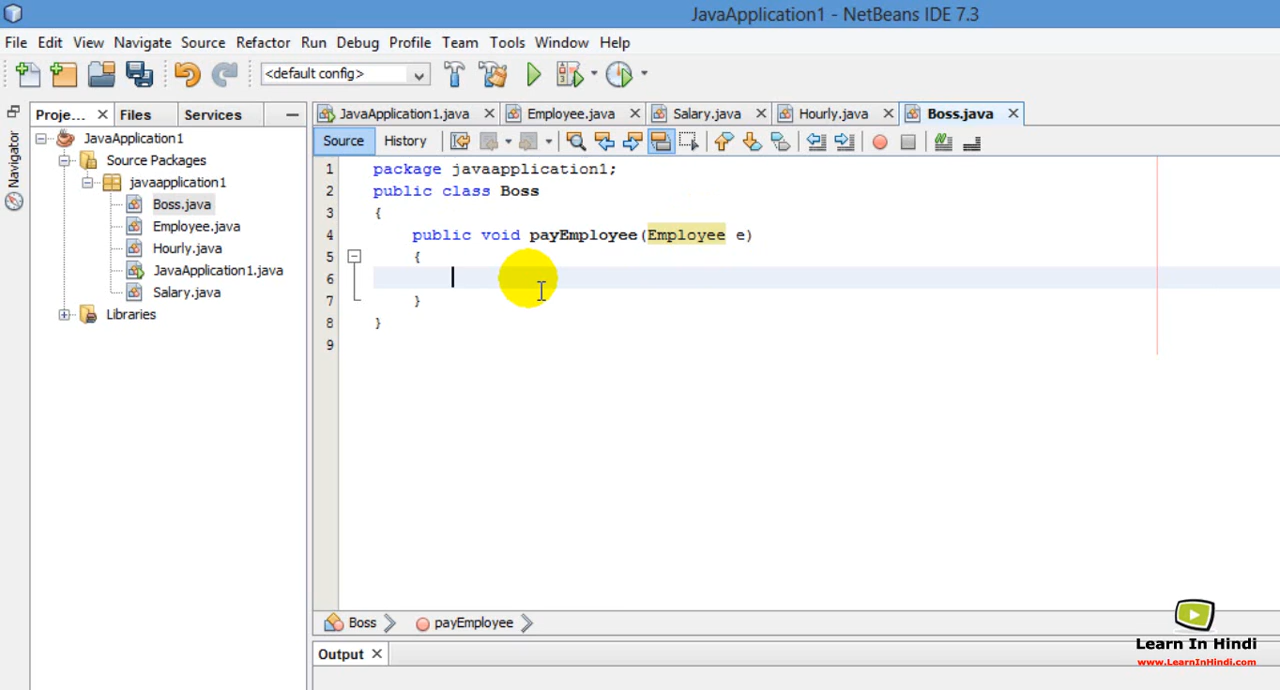 JavaApplication1 - NetBeans IDE 7.3
File Edit View Navigate Source Refactor Run Debug Profile Team Tools Window Help
<default config>
Proje... Files Services
JavaApplication1.java Employee.java Salary.java Hourly.java Boss.java
Navigator
JavaApplication1
Source Packages
javaapplication1
Boss.java
Employee.java
Hourly.java
JavaApplication1.java
Salary.java
Libraries
Source History
1 package javaapplication1;
2 public class Boss
3 {
4 public void payEmployee(Employee e)
5 {
6
7 }
8 }
9
Boss payEmployee
Output
Learn In Hindi
www.LearnInHindi.com